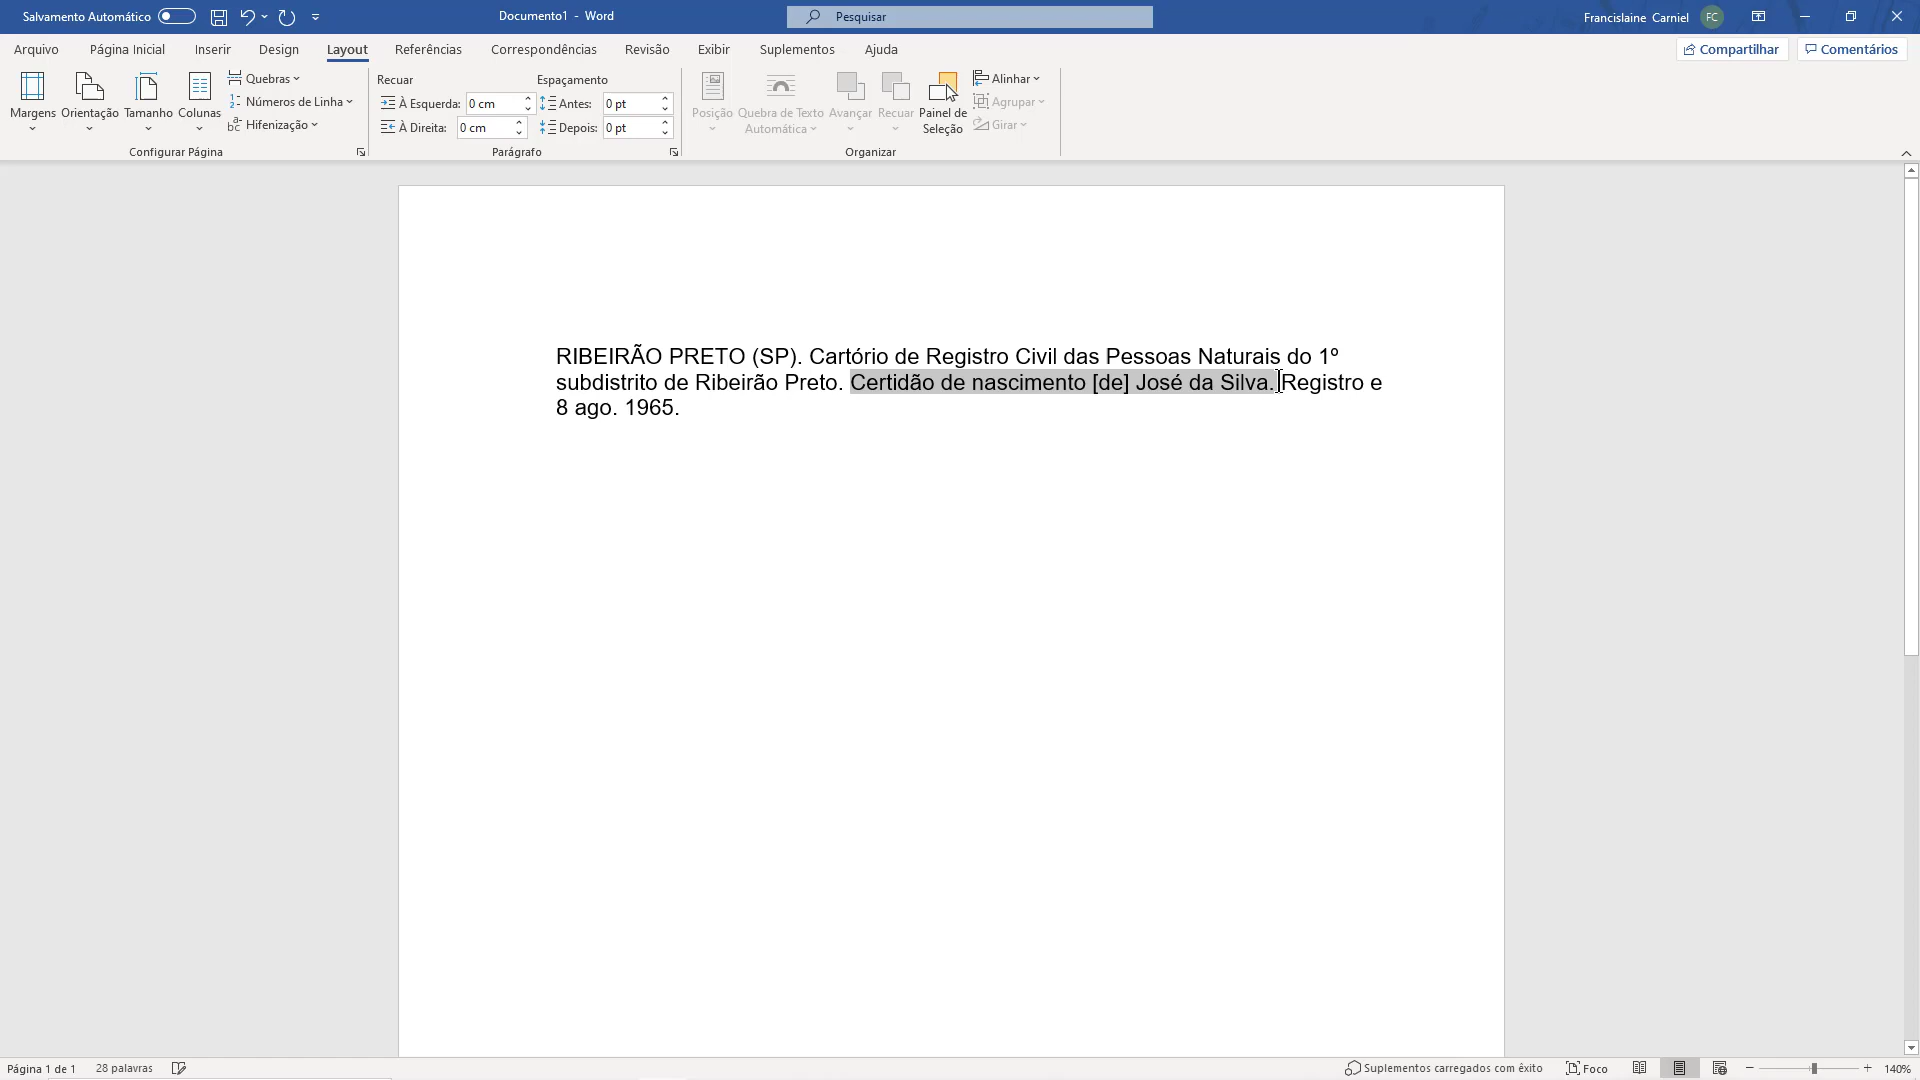 Salvamento Automático
Documento1 - Word
Pesquisar
Francislaine Carniel
FC
Arquivo
Página Inicial
Inserir
Design
Layout
Referências
Correspondências
Revisão
Exibir
Suplementos
Ajuda
Compartilhar
Comentários
Margens
Orientação
Tamanho
Colunas
Quebras
Números de Linha
bc Hifenização
Configurar Página
Recuar
À Esquerda: 0 cm
À Direita: 0 cm
Espaçamento
Antes: 0 pt
Depois: 0 pt
Parágrafo
Posição
Quebra de Texto
Automática
Avançar
Recuar
Painel de
Seleção
Alinhar
Agrupar
Girar
Organizar
RIBEIRÃO PRETO (SP). Cartório de Registro Civil das Pessoas Naturais do 1º
subdistrito de Ribeirão Preto. Certidão de nascimento [de] José da Silva. Registro e
8 ago. 1965.
Página 1 de 1
28 palavras
Suplementos carregados com êxito
Foco
140%